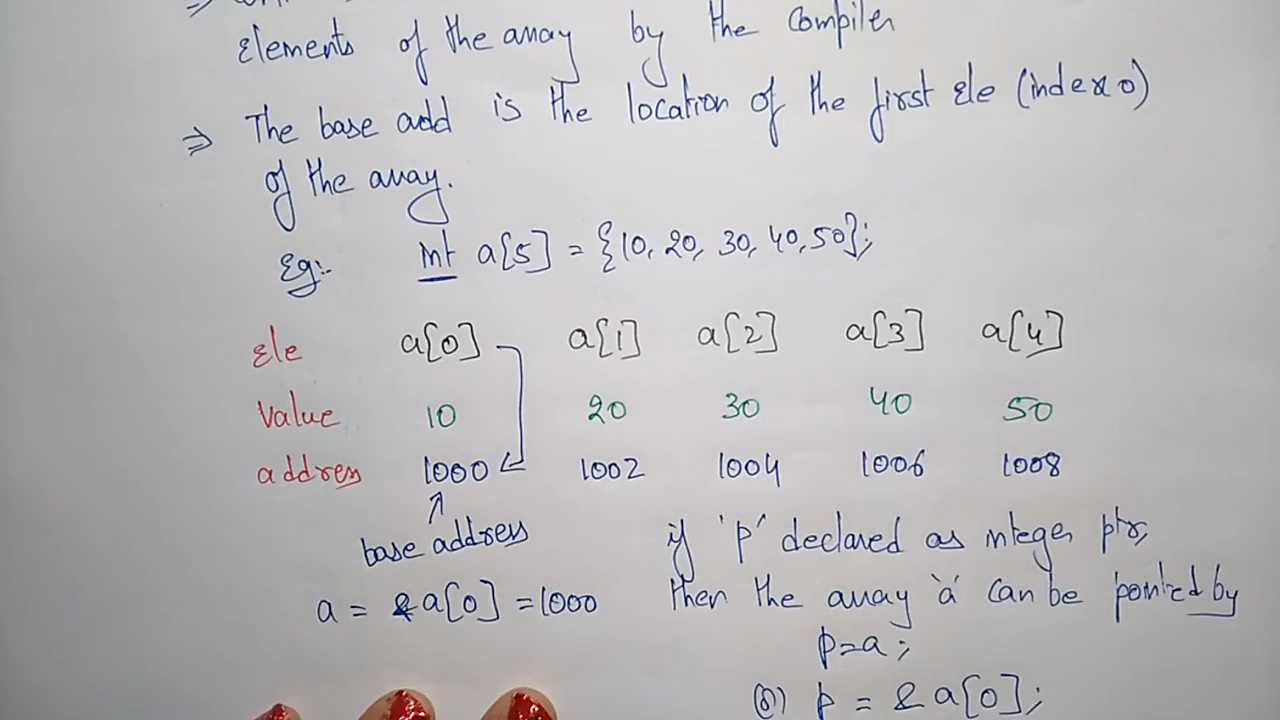 ⇒
Elements of the array by the compiler
⇒ The base add is the location of the first ele (index 0)
of the array.
Eg:- int a[5] = {10, 20, 30, 40, 50};
Ele a[0] a[1] a[2] a[3] a[4]
Value 10 20 30 40 50
address 1000 1002 1004 1006 1008
base address
a = &a[0] = 1000
if 'p' declared as integer ptr,
then the array 'a' can be pointed by
p=a;
(or) p = &a[0];